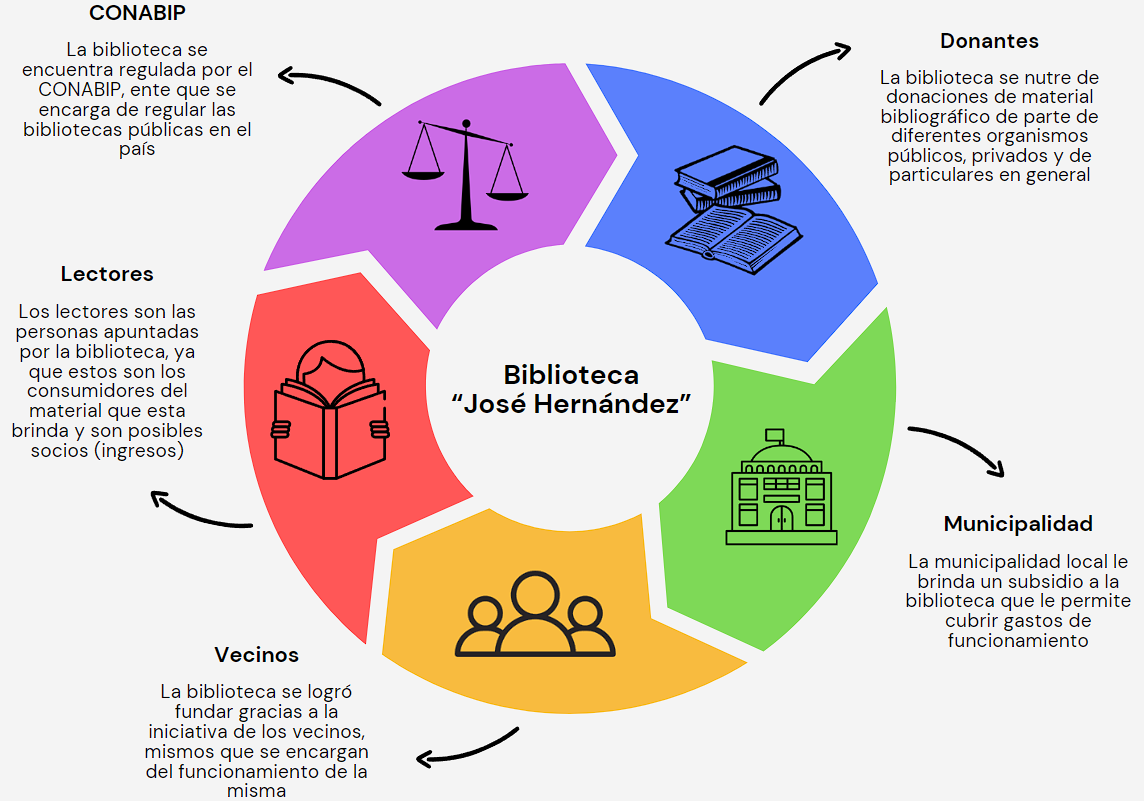 CONABIP
La biblioteca se
encuentra regulada por el
CONABIP, ente que se
encarga de regular las
bibliotecas públicas en el
país
Donantes
La biblioteca se nutre de
donaciones de material
bibliográfico de parte de
diferentes organismos
públicos, privados y de
particulares en general
Lectores
Los lectores son las
personas apuntadas
por la biblioteca, ya
que estos son los
consumidores del
material que esta
brinda y son posibles
socios (ingresos)
Biblioteca
“José Hernández”
Municipalidad
La municipalidad local le
brinda un subsidio a la
biblioteca que le permite
cubrir gastos de
funcionamiento
Vecinos
La biblioteca se logró
fundar gracias a la
iniciativa de los vecinos,
mismos que se encargan
del funcionamiento de la
misma